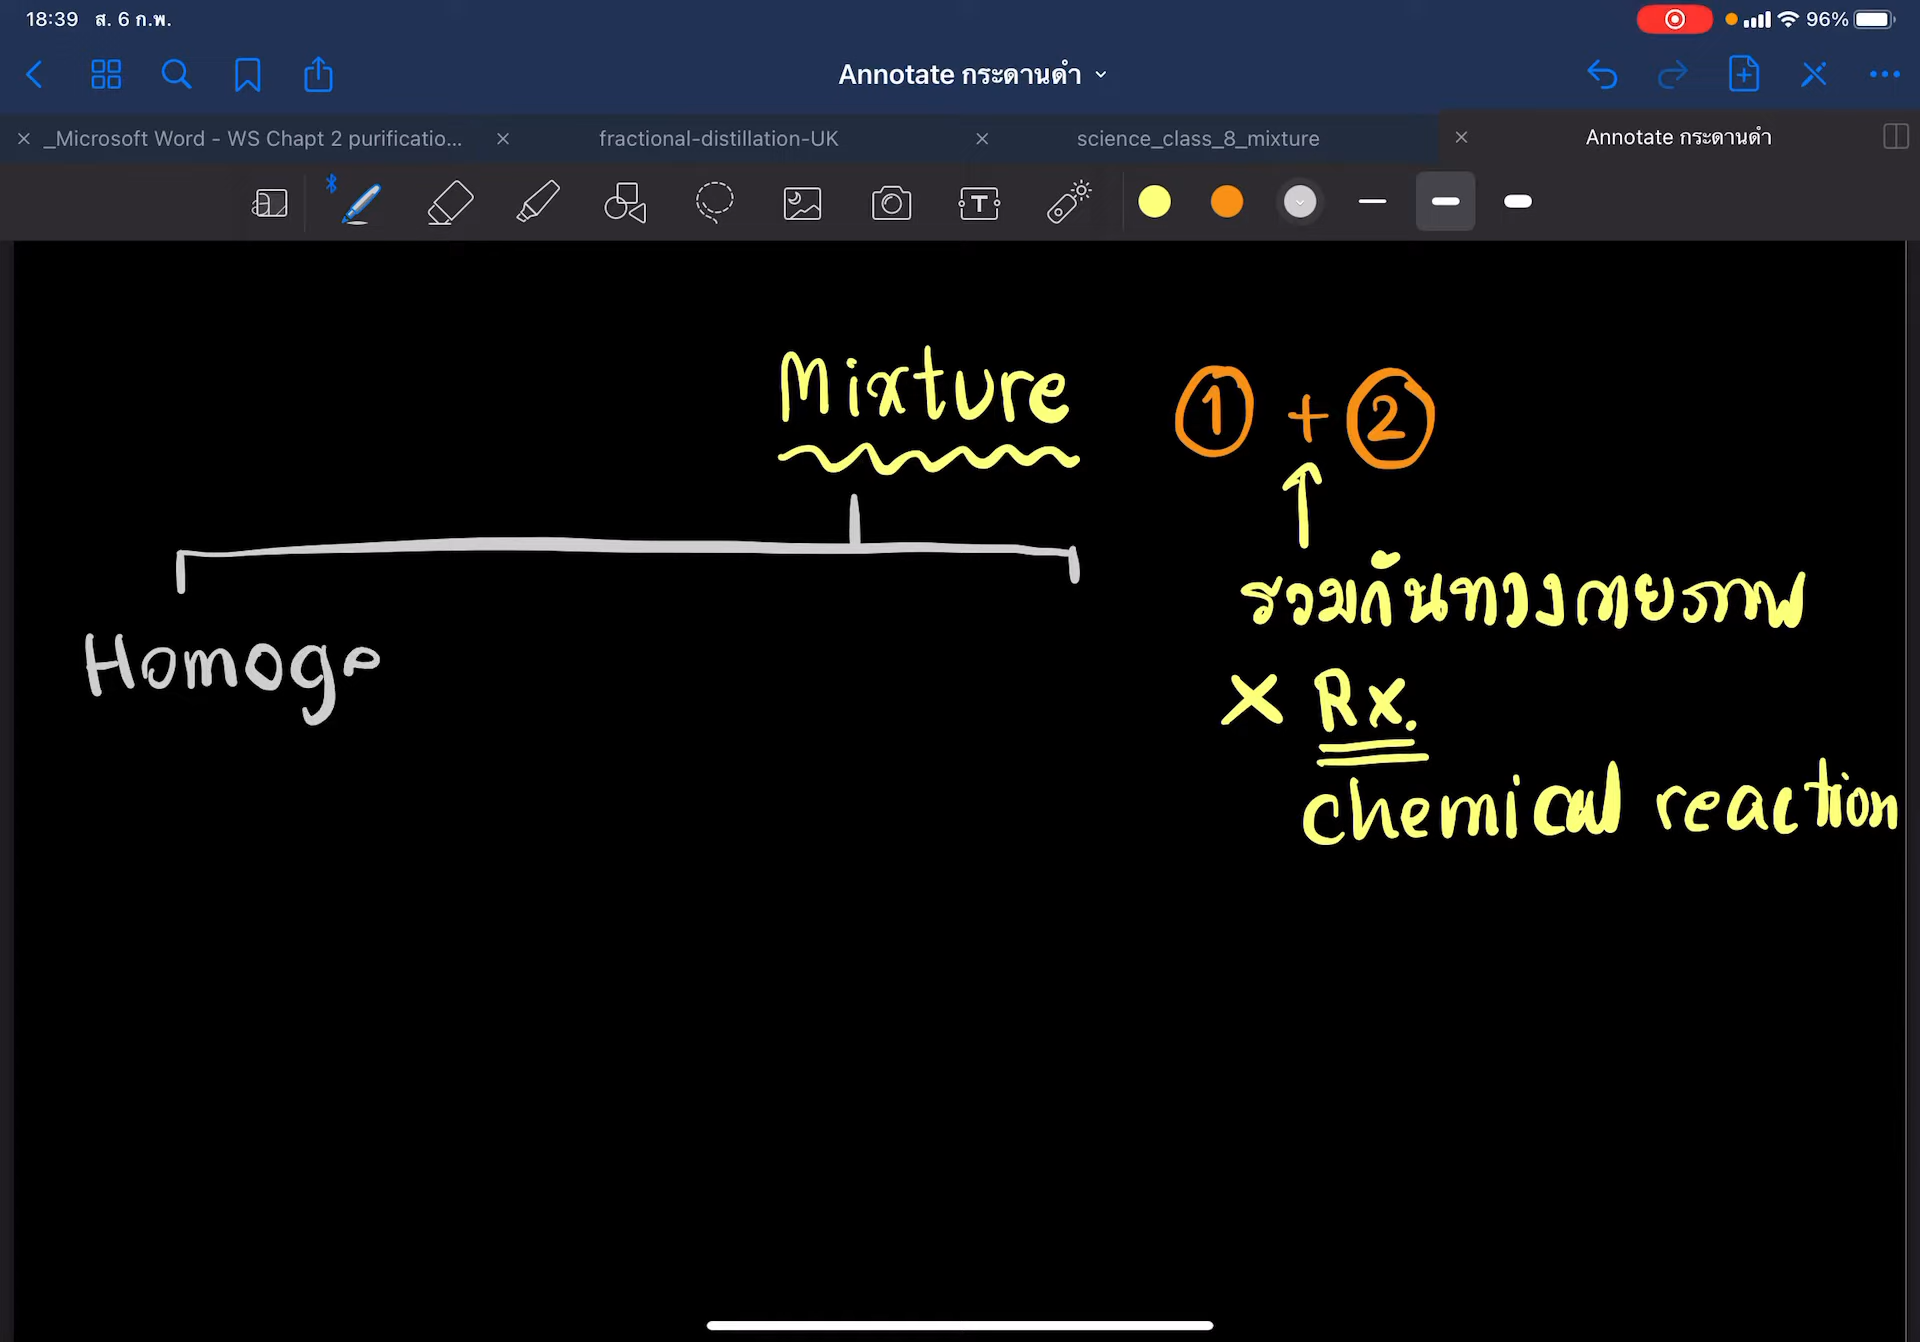 18:39 ส. 6 ก.พ. 96%
Annotate กระดานดำ
_Microsoft Word - WS Chapt 2 purificatio... fractional-distillation-UK science_class_8_mixture Annotate กระดานดำ
Mixture 1 + 2
รวมกันทางกายภาพ
Homoge
× Rx.
chemical reaction